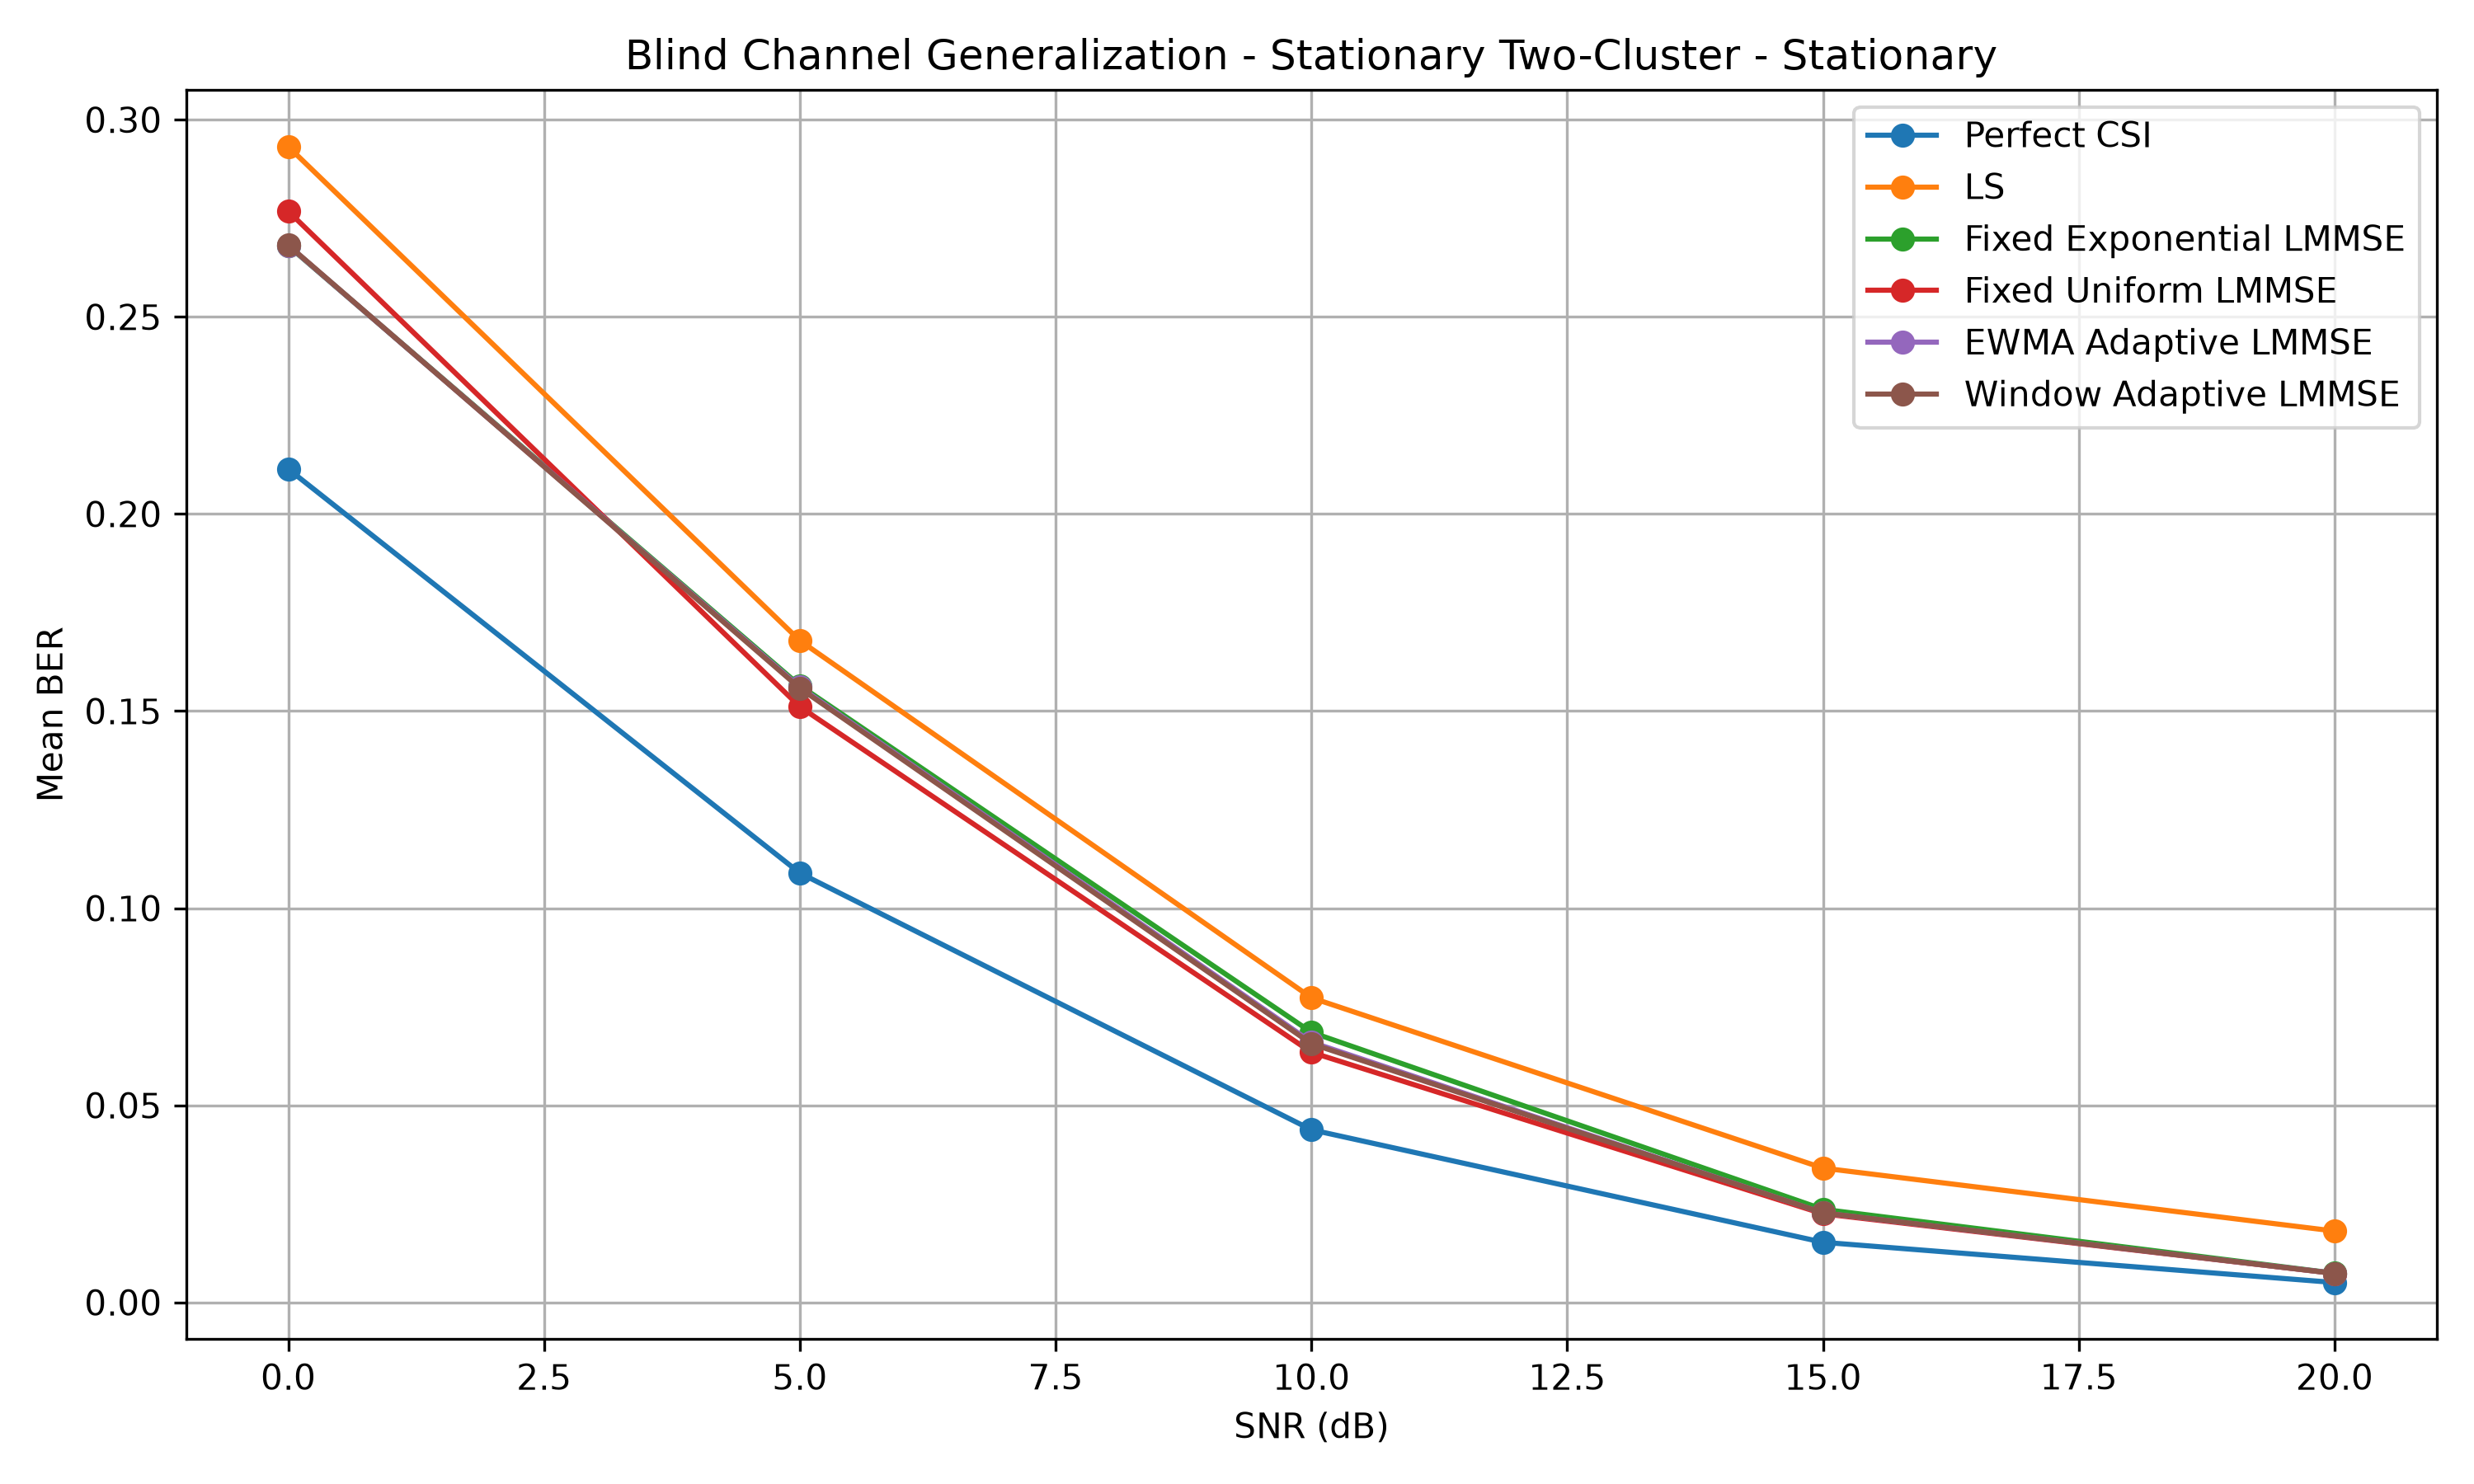 Blind Channel Generalization - Stationary Two-Cluster - Stationary
Perfect CSI
LS
Fixed Exponential LMMSE
Fixed Uniform LMMSE
EWMA Adaptive LMMSE
Window Adaptive LMMSE
Mean BER
0.30
0.25
0.20
0.15
0.10
0.05
0.00
0.0 2.5 5.0 7.5 10.0 12.5 15.0 17.5 20.0
SNR (dB)